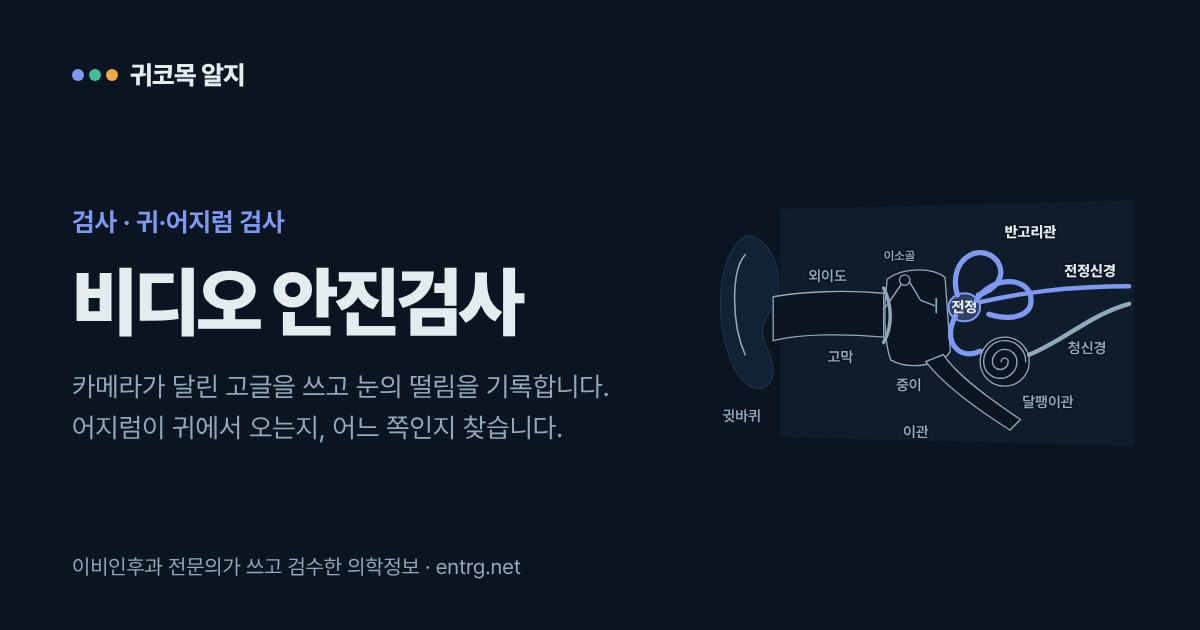 귀코목 알지
검사 · 귀·어지럼 검사
비디오 안진검사
카메라가 달린 고글을 쓰고 눈의 떨림을 기록합니다.
어지럼이 귀에서 오는지, 어느 쪽인지 찾습니다.
반고리관
이소골
전정신경
외이도
전정
고막
청신경
중이
달팽이관
귓바퀴
이관
이비인후과 전문의가 쓰고 검수한 의학정보 · entrg.net